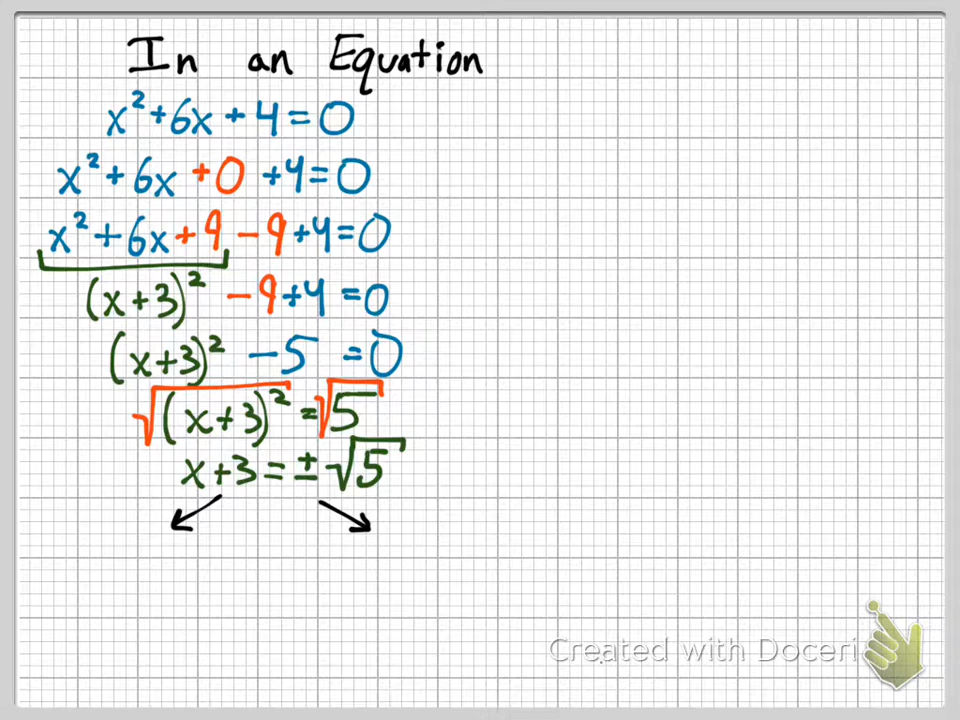 In an Equation
x²+6x+4=0
x²+6x+0+4=0
x²+6x+9-9+4=0
(x+3)²-9+4=0
(x+3)²-5=0
√(x+3)²=√5
x+3=±√5
Created with Doceri